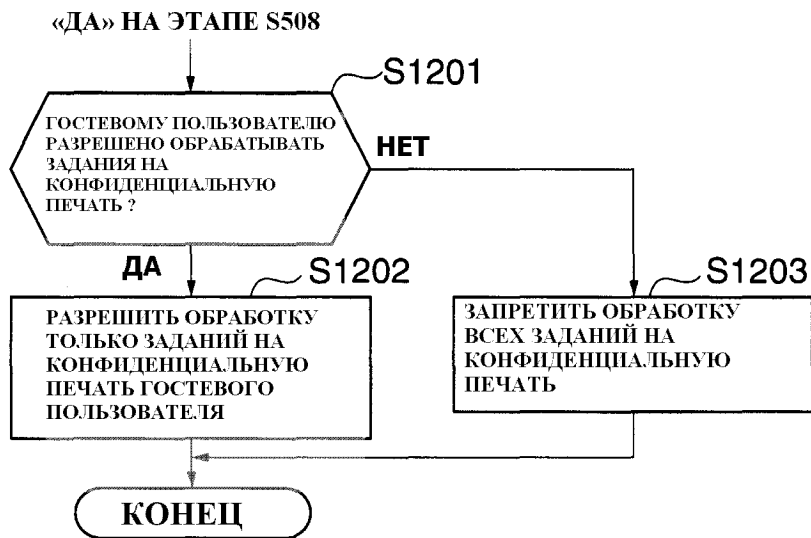 «ДА» НА ЭТАПЕ S508
S1201
ГОСТЕВОМУ ПОЛЬЗОВАТЕЛЮ
РАЗРЕШЕНО ОБРАБАТЫВАТЬ
ЗАДАНИЯ НА
КОНФИДЕНЦИАЛЬНУЮ
ПЕЧАТЬ ?
НЕТ
ДА
S1202
РАЗРЕШИТЬ ОБРАБОТКУ
ТОЛЬКО ЗАДАНИЙ НА
КОНФИДЕНЦИАЛЬНУЮ
ПЕЧАТЬ ГОСТЕВОГО
ПОЛЬЗОВАТЕЛЯ
S1203
ЗАПРЕТИТЬ ОБРАБОТКУ
ВСЕХ ЗАДАНИЙ НА
КОНФИДЕНЦИАЛЬНУЮ
ПЕЧАТЬ
КОНЕЦ